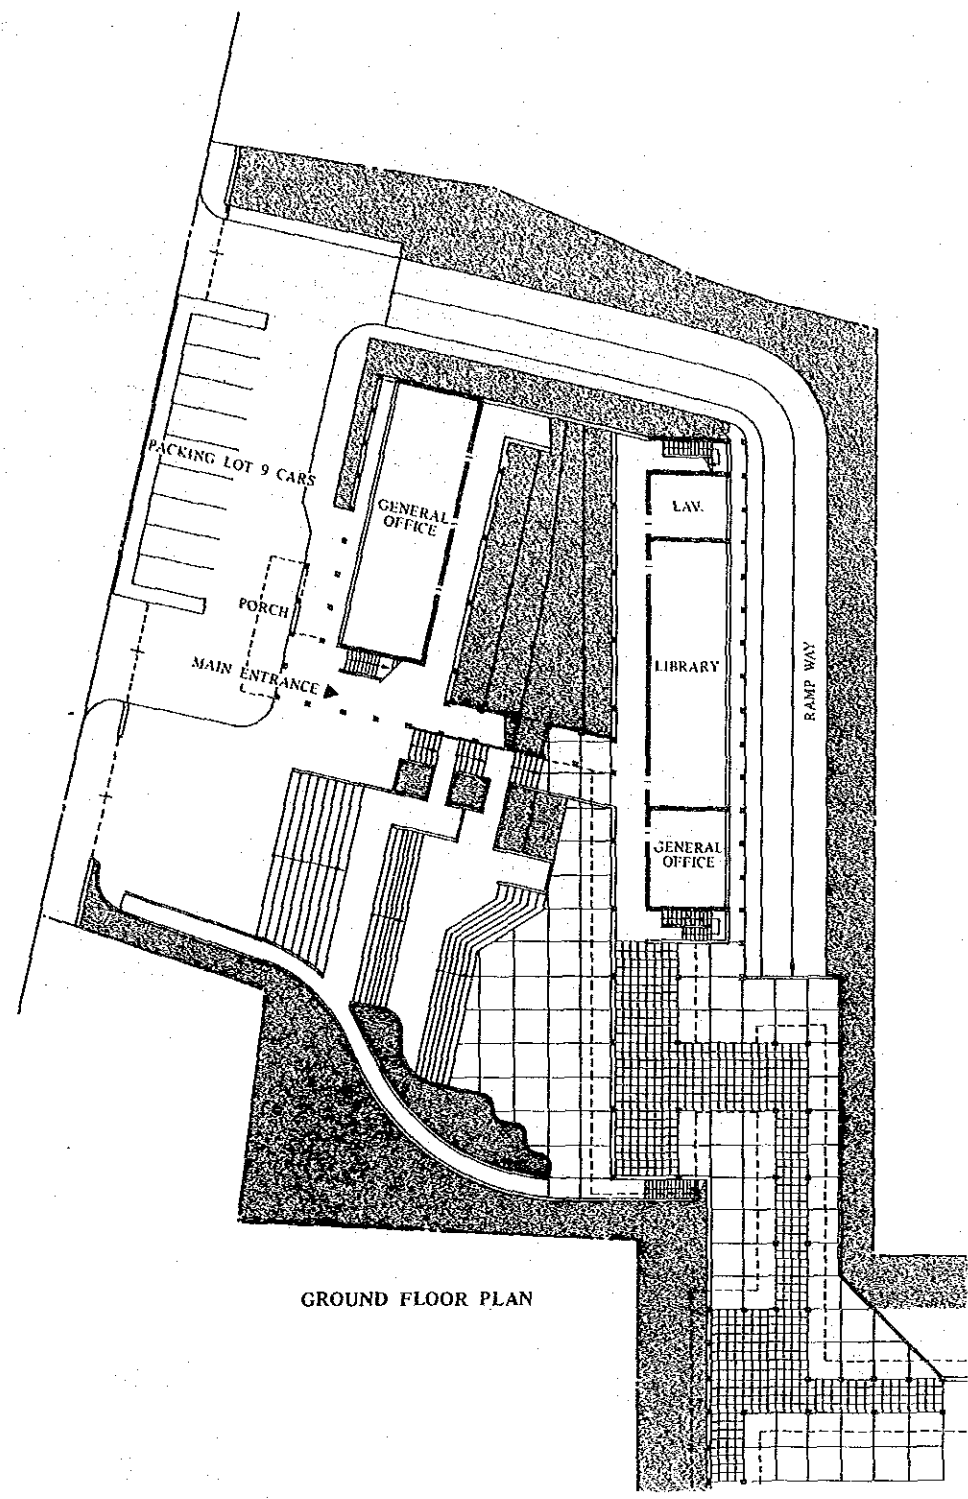 PACKING LOT 9 CARS
GENERAL
OFFICE
LAV.
PORCH
MAIN ENTRANCE
LIBRARY
RAMP WAY
GENERAL
OFFICE
GROUND FLOOR PLAN